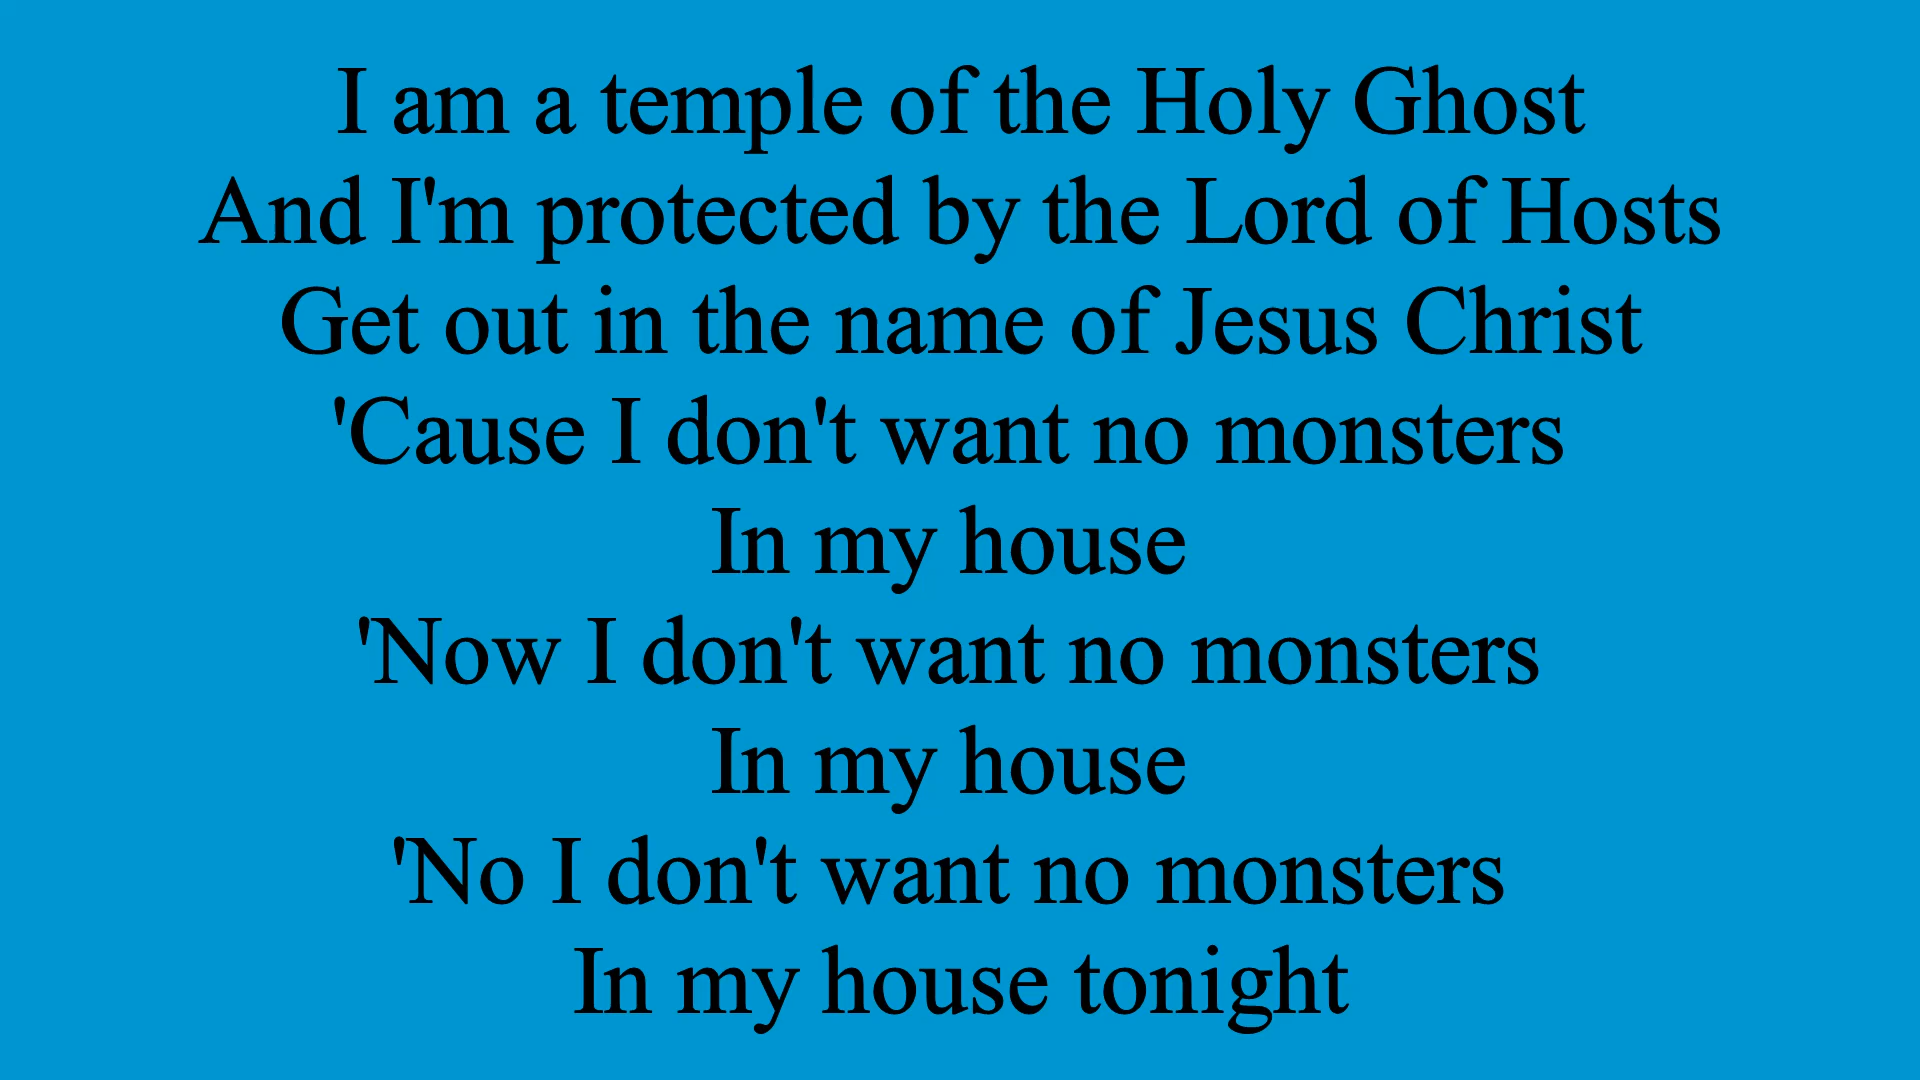 I am a temple of the Holy Ghost
And I'm protected by the Lord of Hosts
Get out in the name of Jesus Christ
'Cause I don't want no monsters
In my house
'Now I don't want no monsters
In my house
'No I don't want no monsters
In my house tonight